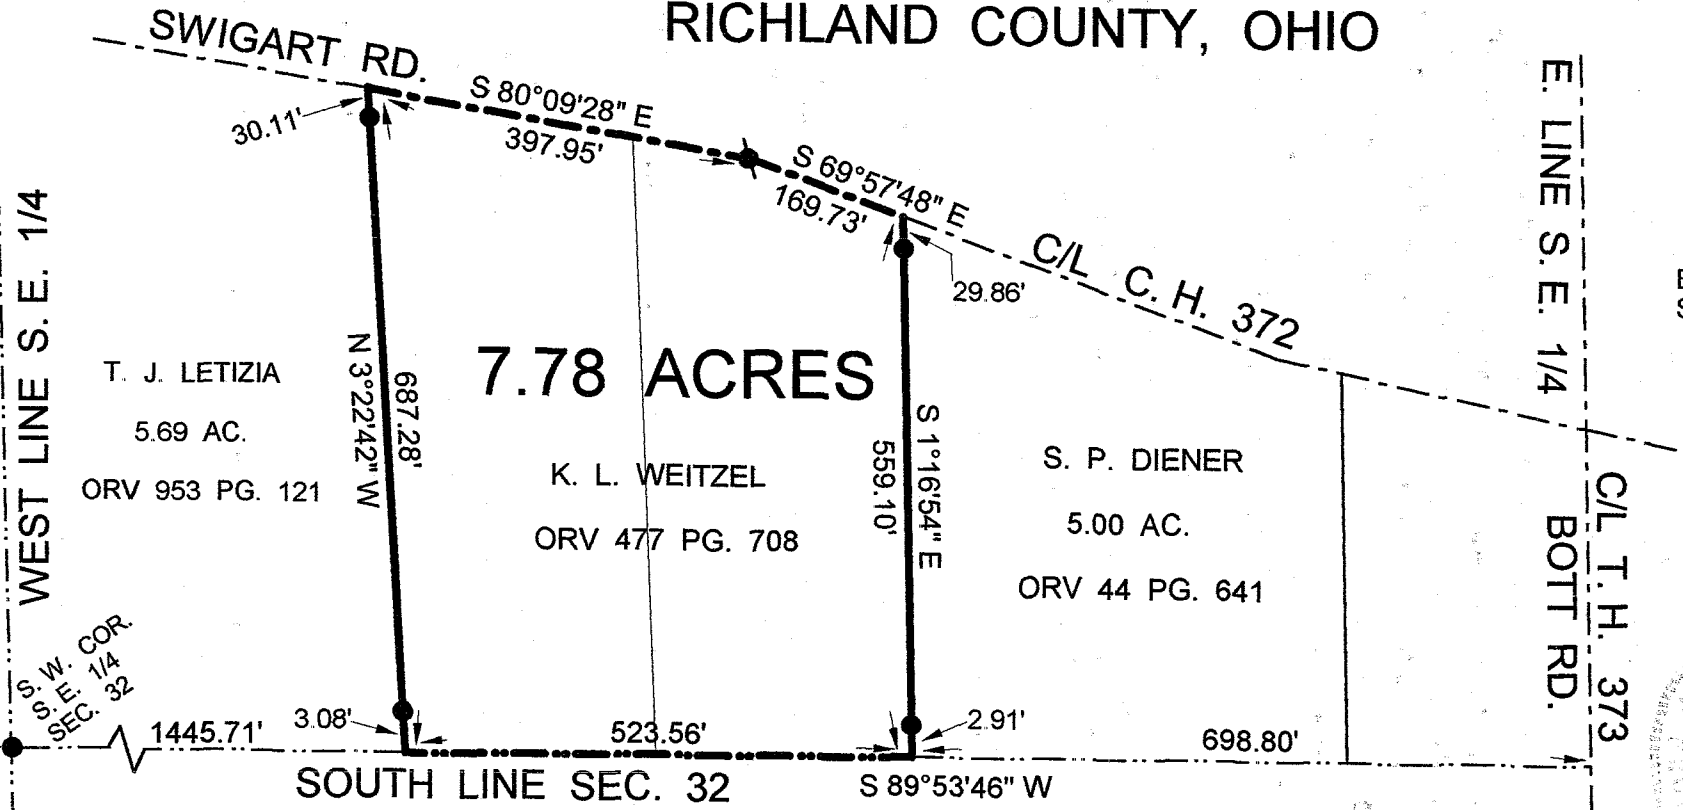 RICHLAND COUNTY, OHIO
SWIGART RD.
S 80°09'28" E
397.95'
30.11'
S 69°57'48" E
169.73'
29.86'
C/L C. H. 372
E. LINE S. E. 1/4
WEST LINE S. E. 1/4
T. J. LETIZIA
5.69 AC.
ORV 953 PG. 121
N 3°22'42" W
687.28'
7.78 ACRES
K. L. WEITZEL
ORV 477 PG. 708
S 1°16'54" E
559.10'
S. P. DIENER
5.00 AC.
ORV 44 PG. 641
C/L T. H. 373
BOTT RD.
S. W. COR.
S. E. 1/4
SEC. 32
1445.71'
3.08'
523.56'
2.91'
698.80'
SOUTH LINE SEC. 32
S 89°53'46" W